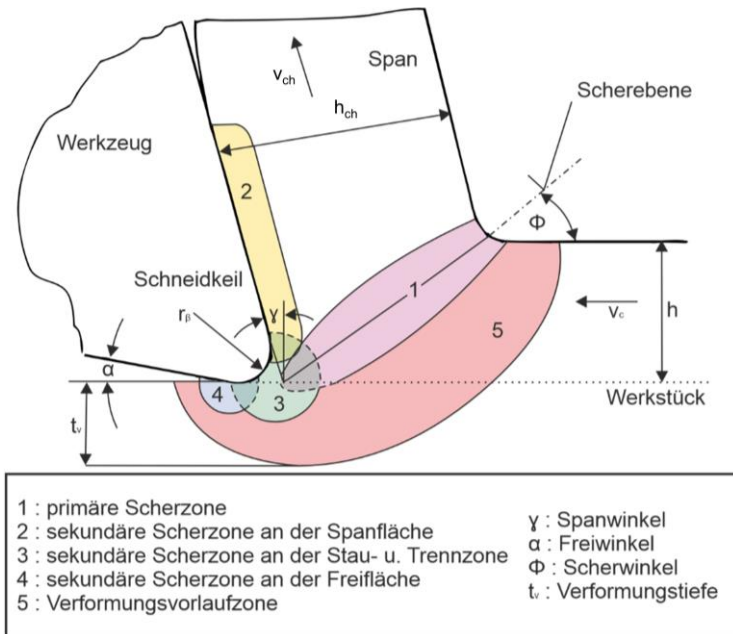 Span
v_ch
h_ch
Scherebene
Werkzeug
2
Φ
Schneidkeil
1
r_β
γ
5
v_c
h
α
4
3
Werkstück
t_v
1 : primäre Scherzone
2 : sekundäre Scherzone an der Spanfläche
3 : sekundäre Scherzone an der Stau- u. Trennzone
4 : sekundäre Scherzone an der Freifläche
5 : Verformungsvorlaufzone
γ : Spanwinkel
α : Freiwinkel
Φ : Scherwinkel
t_v : Verformungstiefe